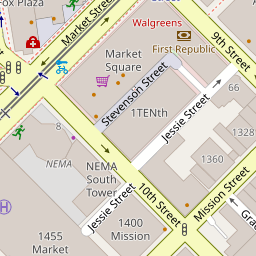 Fox Plaza
Market Street
Walgreens
First Republic
9th Street
Market
Square
Stevenson Street
66
1TENth
Jessie Street
8
1328
1360
NEMA
NEMA
South
Tower
10th Street
Mission Street
Jessie Street
1455
Market
1400
Mission